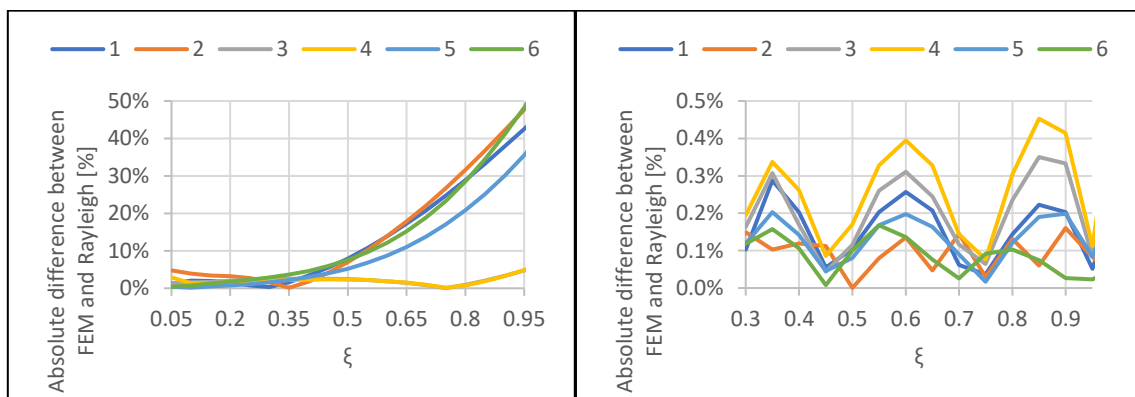 1 2 3 4 5 6
Absolute difference between
FEM and Rayleigh [%]
50%
40%
30%
20%
10%
0%
0.05 0.2 0.35 0.5 0.65 0.8 0.95
ξ
1 2 3 4 5 6
Absolute difference between
FEM and Rayleigh [%]
0.5%
0.4%
0.3%
0.2%
0.1%
0.0%
0.3 0.4 0.5 0.6 0.7 0.8 0.9
ξ